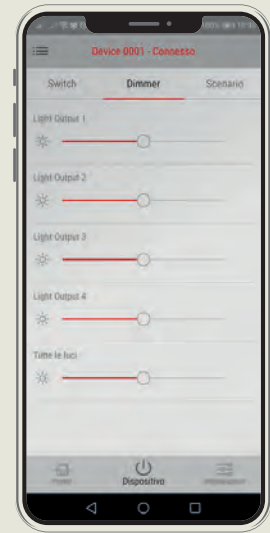 Device 0001 - Connesso
Switch Dimmer Scenario
Light Output 1
Light Output 2
Light Output 3
Light Output 4
Tutte le luci
Dispositivo